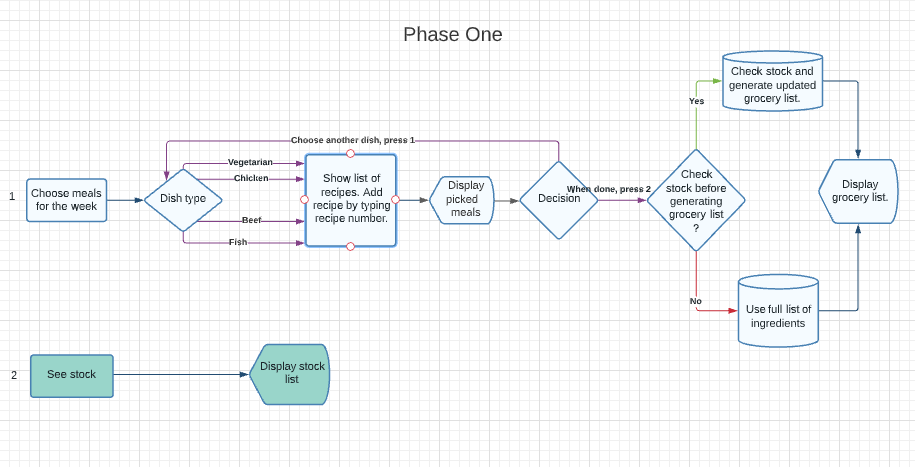 Phase One
Check stock and
generate updated
grocery list.
Yes
Choose another dish, press 1
Vegetarian
Chicken
Beef
Fish
1
Choose meals
for the week
Dish type
Show list of
recipes. Add
recipe by typing
recipe number.
Display
picked
meals
Decision
When done, press 2
Check
stock before
generating
grocery list
?
Display
grocery list.
No
Use full list of
ingredients
2
See stock
Display stock
list